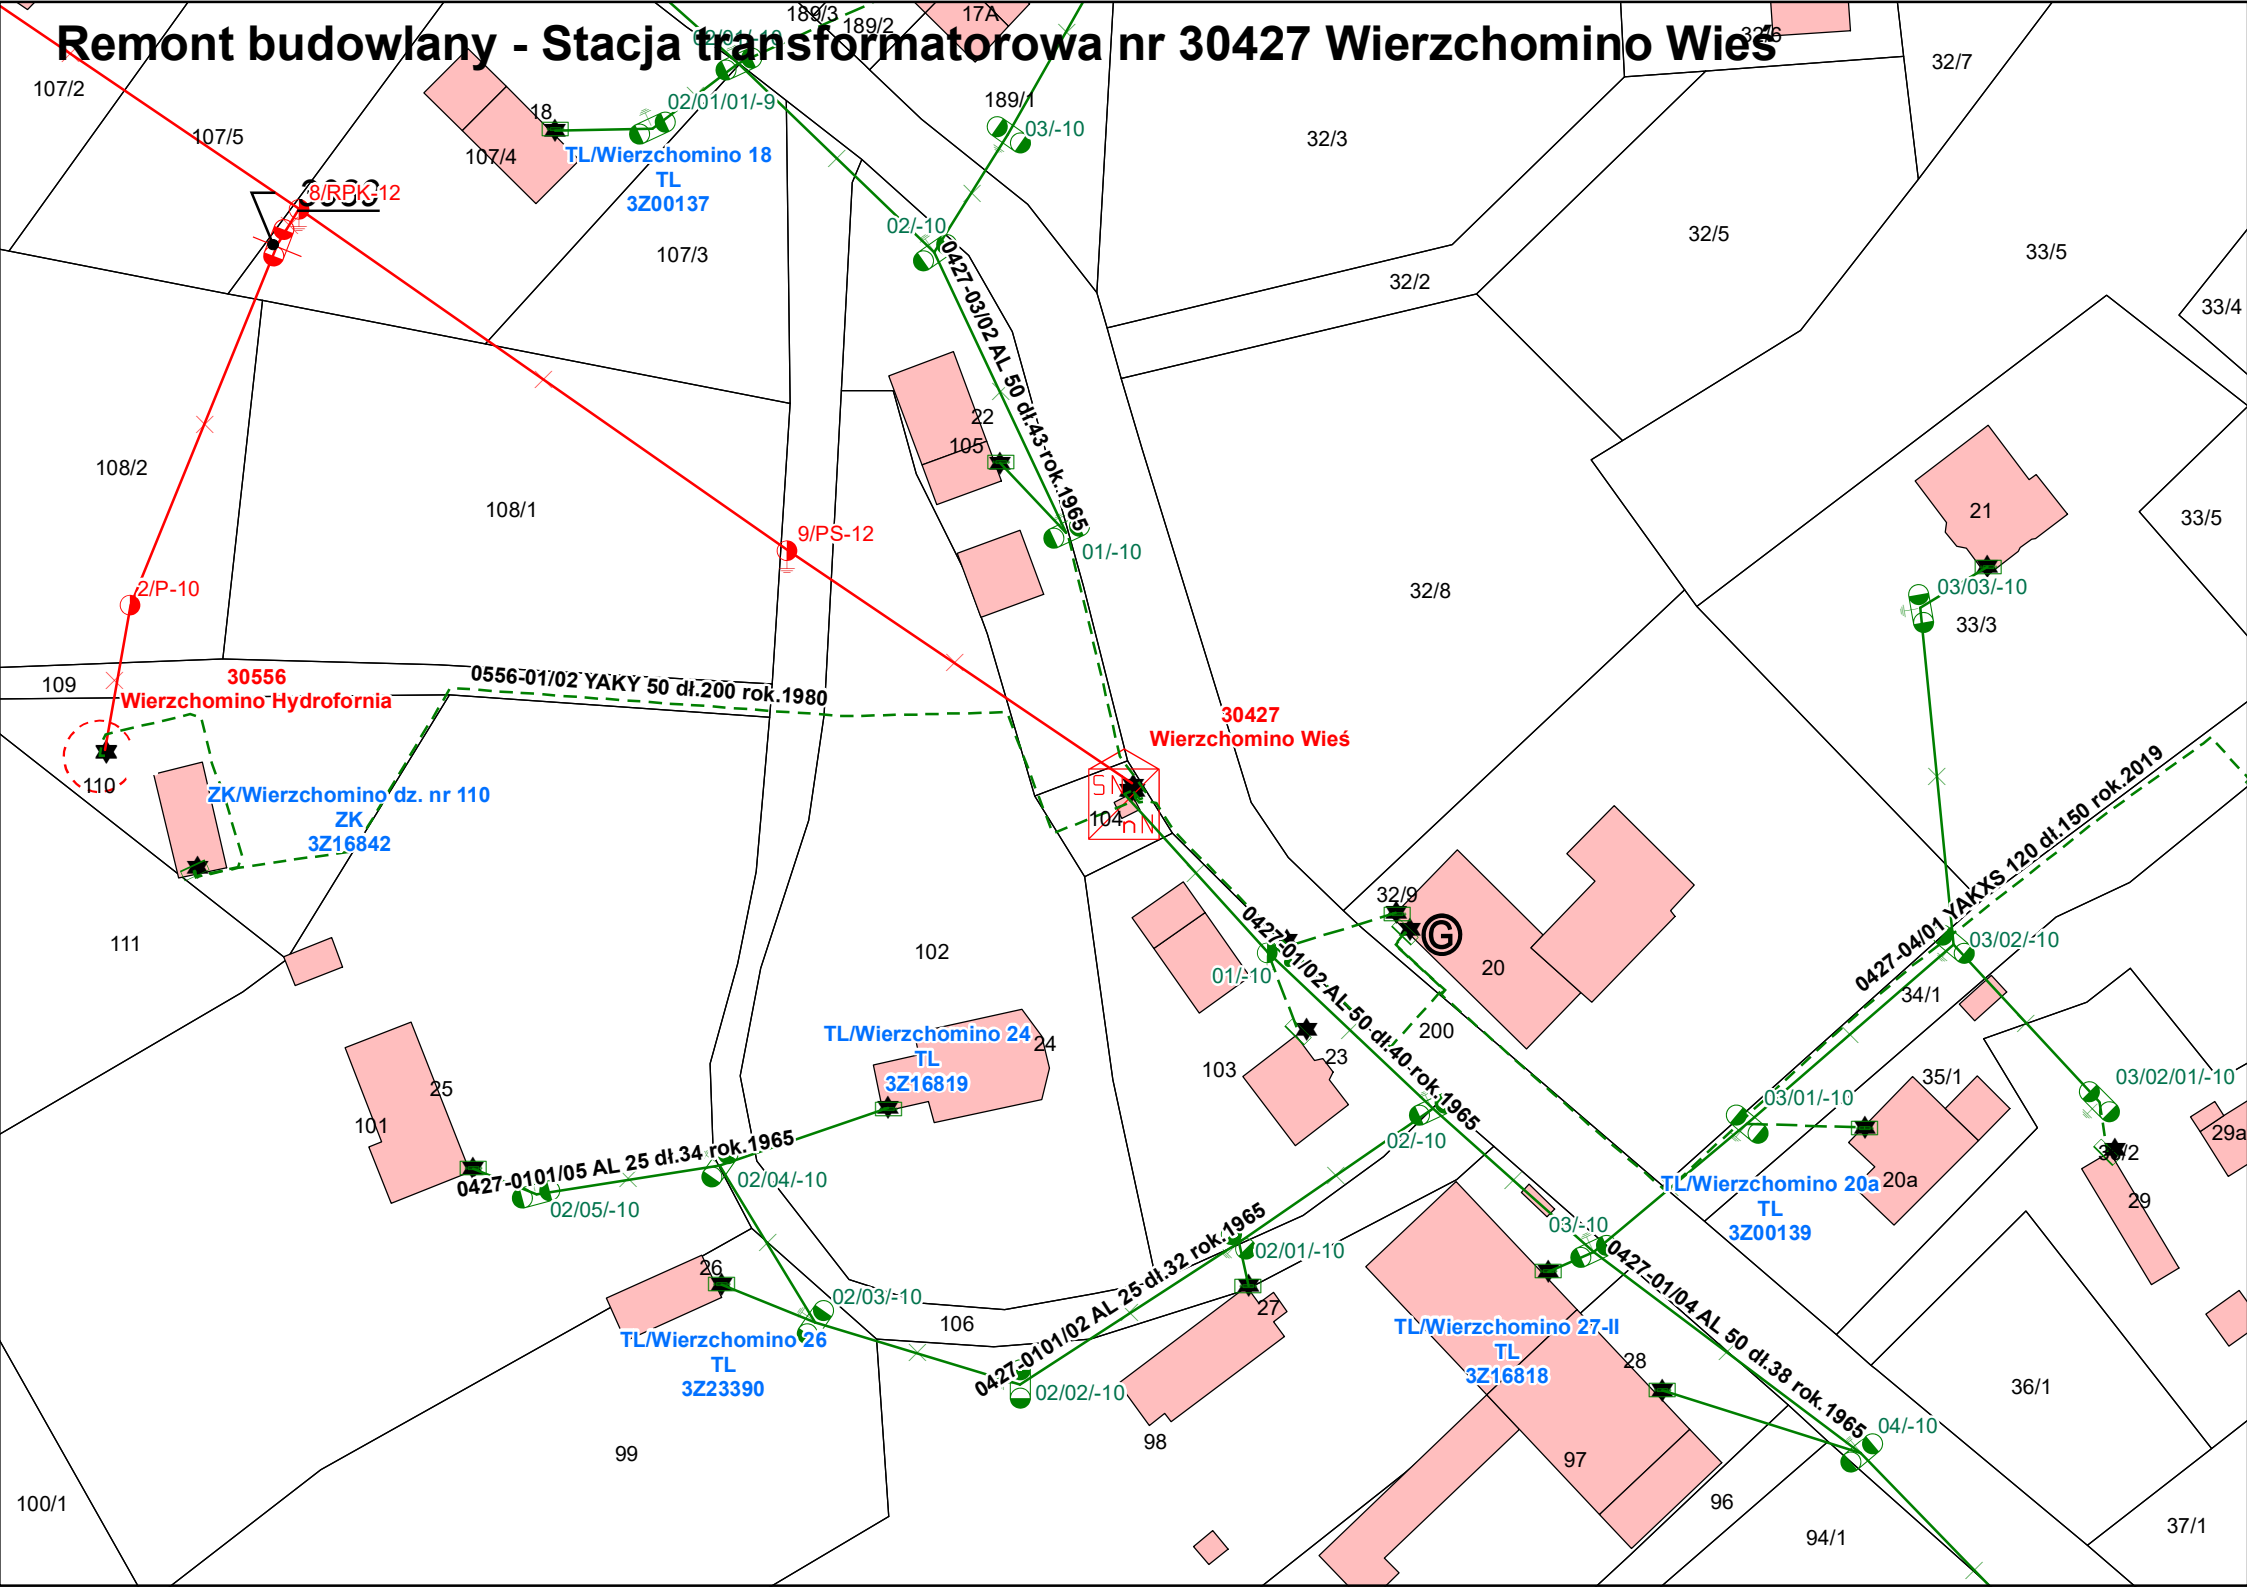 Remont budowlany - Stacja transformatorowa nr 30427 Wierzchomino Wieś
189/3
189/2
17A
32/6
32/7
107/2
02/01/-10
107/5
18
02/01/01/-9
189/1
03/-10
32/3
107/4
TL/Wierzchomino 18
TL
3Z00137
8/RPK-12
02/-10
107/3
32/5
33/5
32/2
33/4
0427-03/02 AL 50 dł.43 rok.1965
22
105
108/2
108/1
21
33/5
9/PS-12
01/-10
2/P-10
32/8
03/03/-10
33/3
109
30556
Wierzchomino Hydrofornia
0556-01/02 YAKY 50 dł.200 rok.1980
30427
Wierzchomino Wieś
110
SN
nN
104
ZK/Wierzchomino dz. nr 110
ZK
3Z16842
0427-04/01 YAKXS 120 dł.150 rok.2019
32/9
G
20
111
102
01/-10
0427-01/02 AL 50 dł.40 rok.1965
03/02/-10
34/1
200
TL/Wierzchomino 24
TL
3Z16819
24
23
103
25
101
35/1
03/02/01/-10
03/01/-10
02/-10
29a
0427-0101/05 AL 25 dł.34 rok.1965
02/04/-10
02/05/-10
TL/Wierzchomino 20a
TL
3Z00139
20a
29
03/-10
02/01/-10
0427-0101/02 AL 25 dł.32 rok.1965
0427-01/04 AL 50 dł.38 rok.1965
26
02/03/-10
27
106
TL/Wierzchomino 26
TL
3Z23390
02/02/-10
TL/Wierzchomino 27-II
TL
3Z16818
28
36/1
98
99
04/-10
97
96
100/1
94/1
37/1